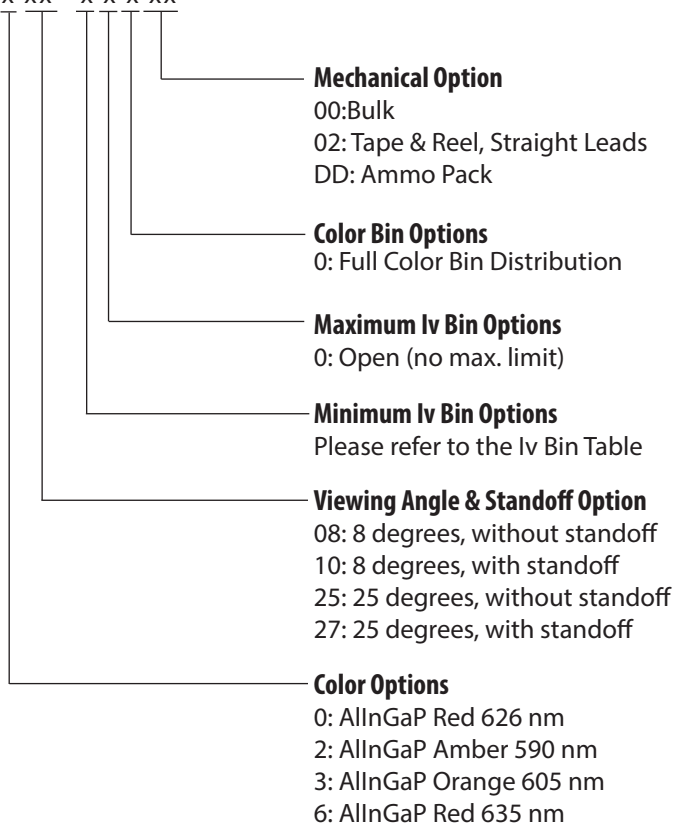 Mechanical Option
00:Bulk
02: Tape & Reel, Straight Leads
DD: Ammo Pack
Color Bin Options
0: Full Color Bin Distribution
Maximum Iv Bin Options
0: Open (no max. limit)
Minimum Iv Bin Options
Please refer to the Iv Bin Table
Viewing Angle & Standoff Option
08: 8 degrees, without standoff
10: 8 degrees, with standoff
25: 25 degrees, without standoff
27: 25 degrees, with standoff
Color Options
0: AlInGaP Red 626 nm
2: AlInGaP Amber 590 nm
3: AlInGaP Orange 605 nm
6: AlInGaP Red 635 nm